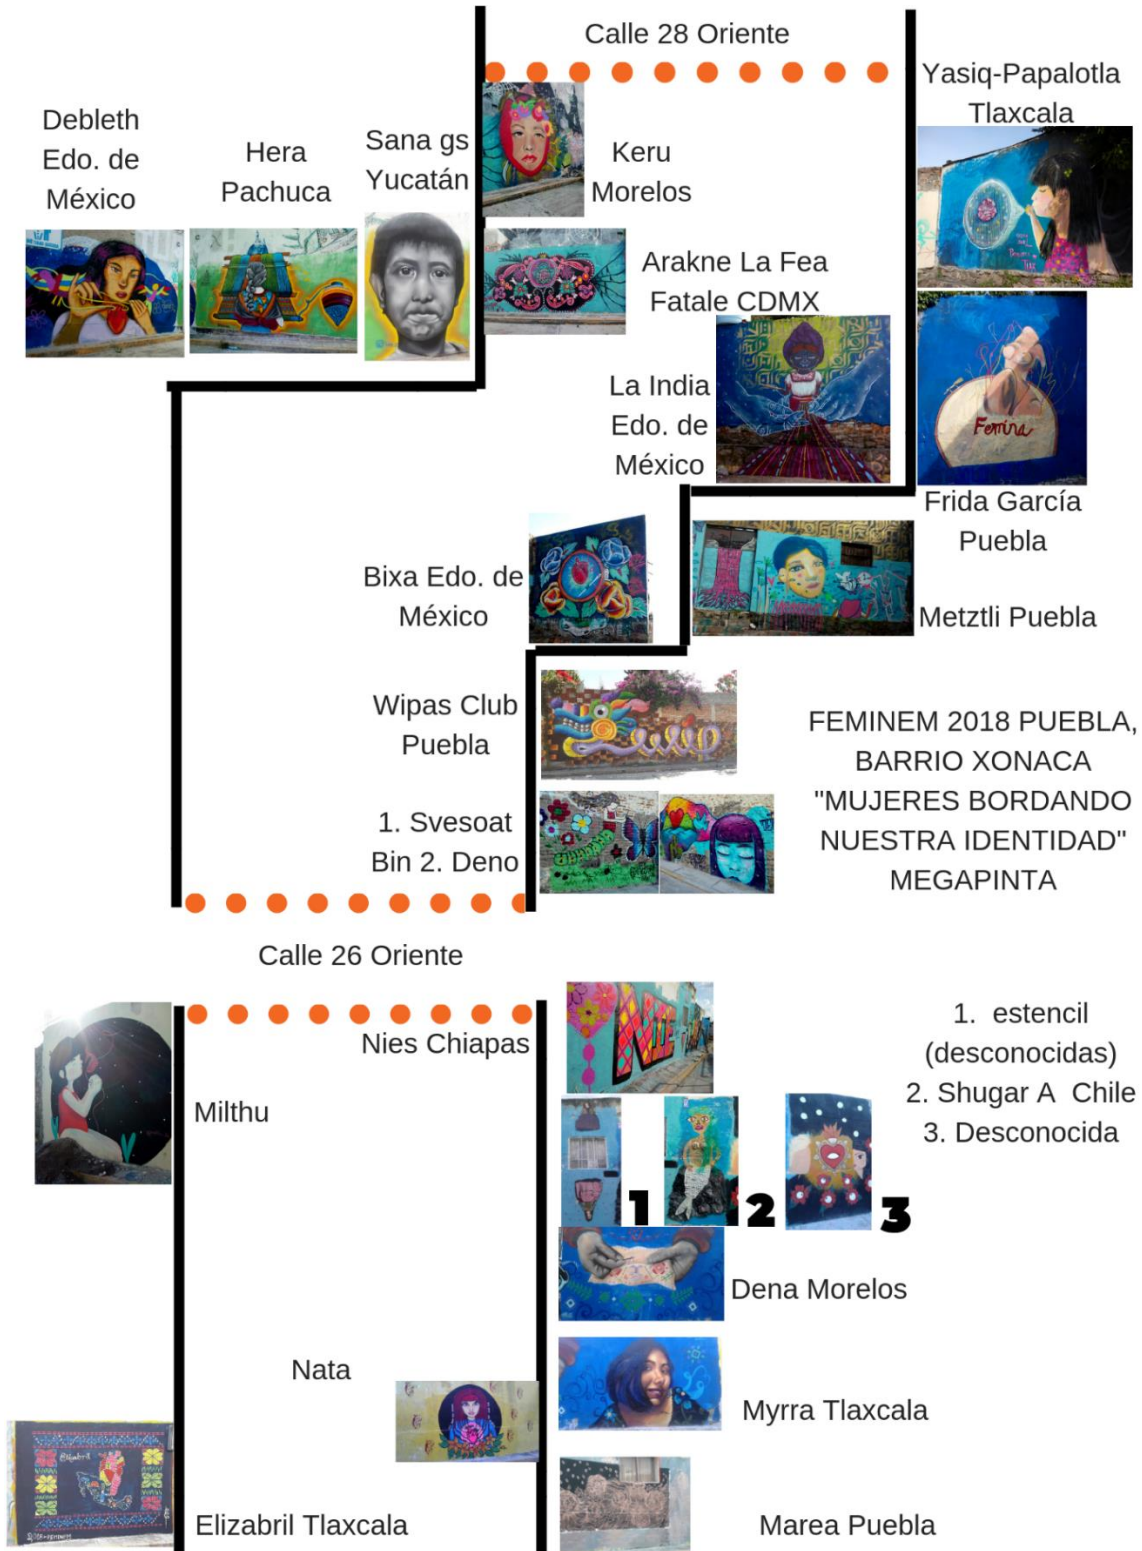 Calle 28 Oriente
Yasiq-Papalotla
Tlaxcala
Debleth
Edo. de
México
Hera
Pachuca
Sana gs
Yucatán
Keru
Morelos
Arakne La Fea
Fatale CDMX
La India
Edo. de
México
Femina
Frida García
Puebla
Bixa Edo. de
México
Metztli Puebla
Wipas Club
Puebla
1. Svesoat
Bin 2. Deno
FEMINEM 2018 PUEBLA,
BARRIO XONACA
"MUJERES BORDANDO
NUESTRA IDENTIDAD"
MEGAPINTA
Calle 26 Oriente
Nies Chiapas
1. estencil
(desconocidas)
2. Shugar A Chile
3. Desconocida
Milthu
1
2
3
Dena Morelos
Nata
Myrra Tlaxcala
Elizabril
Elizabril Tlaxcala
Marea Puebla